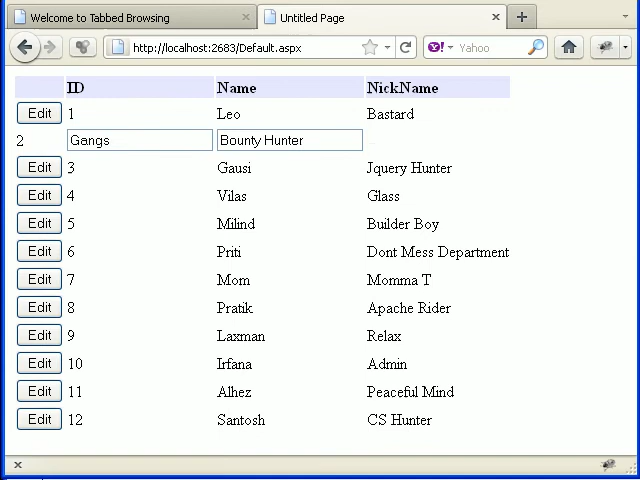 Welcome to Tabbed Browsing
Untitled Page
http://localhost:2683/Default.aspx
Y! Yahoo
ID Name NickName
Edit 1 Leo Bastard
2 Gangs Bounty Hunter
Edit 3 Gausi Jquery Hunter
Edit 4 Vilas Glass
Edit 5 Milind Builder Boy
Edit 6 Priti Dont Mess Department
Edit 7 Mom Momma T
Edit 8 Pratik Apache Rider
Edit 9 Laxman Relax
Edit 10 Irfana Admin
Edit 11 Alhez Peaceful Mind
Edit 12 Santosh CS Hunter